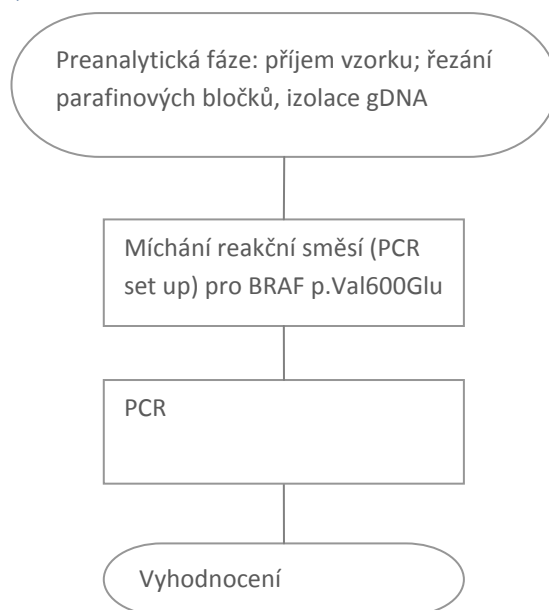 Preanalytická fáze: příjem vzorku; řezání
parafinových bločků, izolace gDNA
Míchání reakční směsí (PCR
set up) pro BRAF p.Val600Glu
PCR
Vyhodnocení